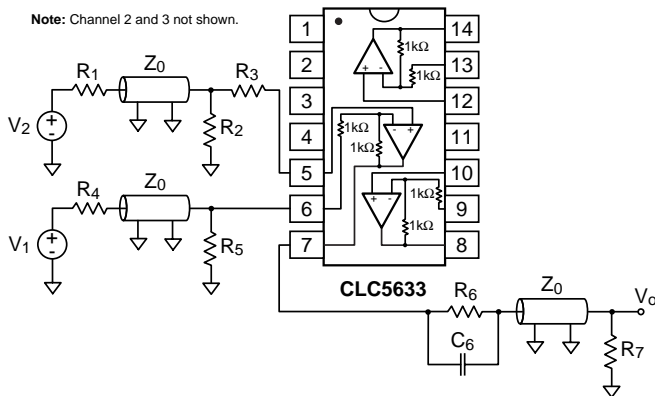 Note: Channel 2 and 3 not shown.
R1
Z0
R3
V2
R2
R4
Z0
V1
R5
1
2
3
4
5
6
7
14
13
12
11
10
9
8
1kΩ
1kΩ
+ -
1kΩ
- +
1kΩ
+ -
1kΩ
1kΩ
CLC5633
R6
C6
Z0
Vo
R7